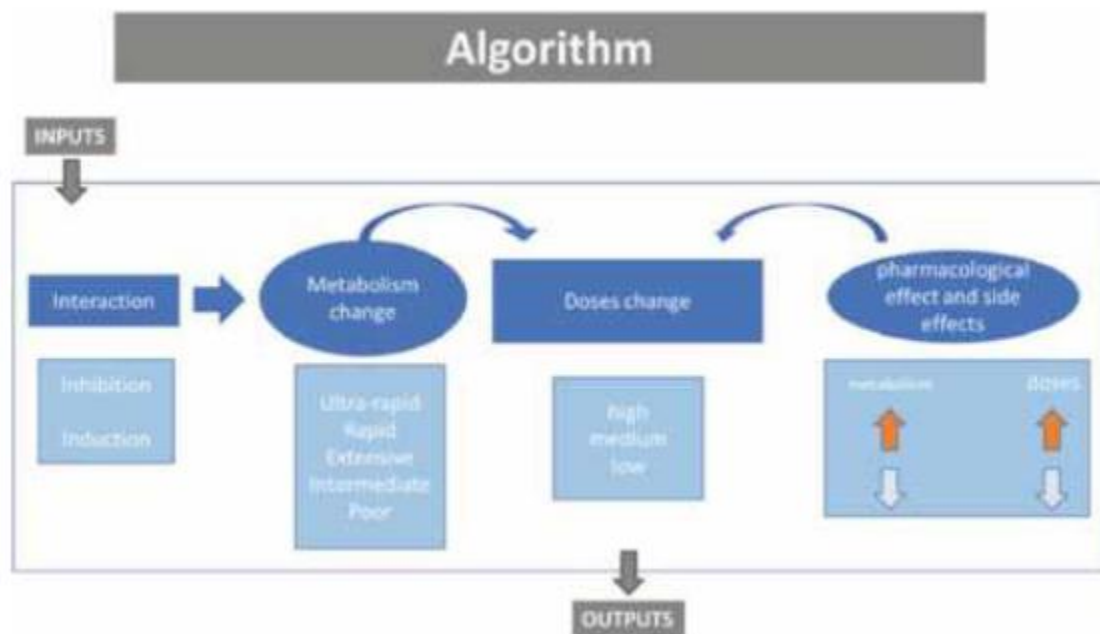 Algorithm
INPUTS
Interaction
Metabolism
change
Doses change
pharmacological
effect and side
effects
Inhibition
Induction
Ultra-rapid
Rapid
Extensive
Intermediate
Poor
high
medium
low
metabolism
doses
OUTPUTS